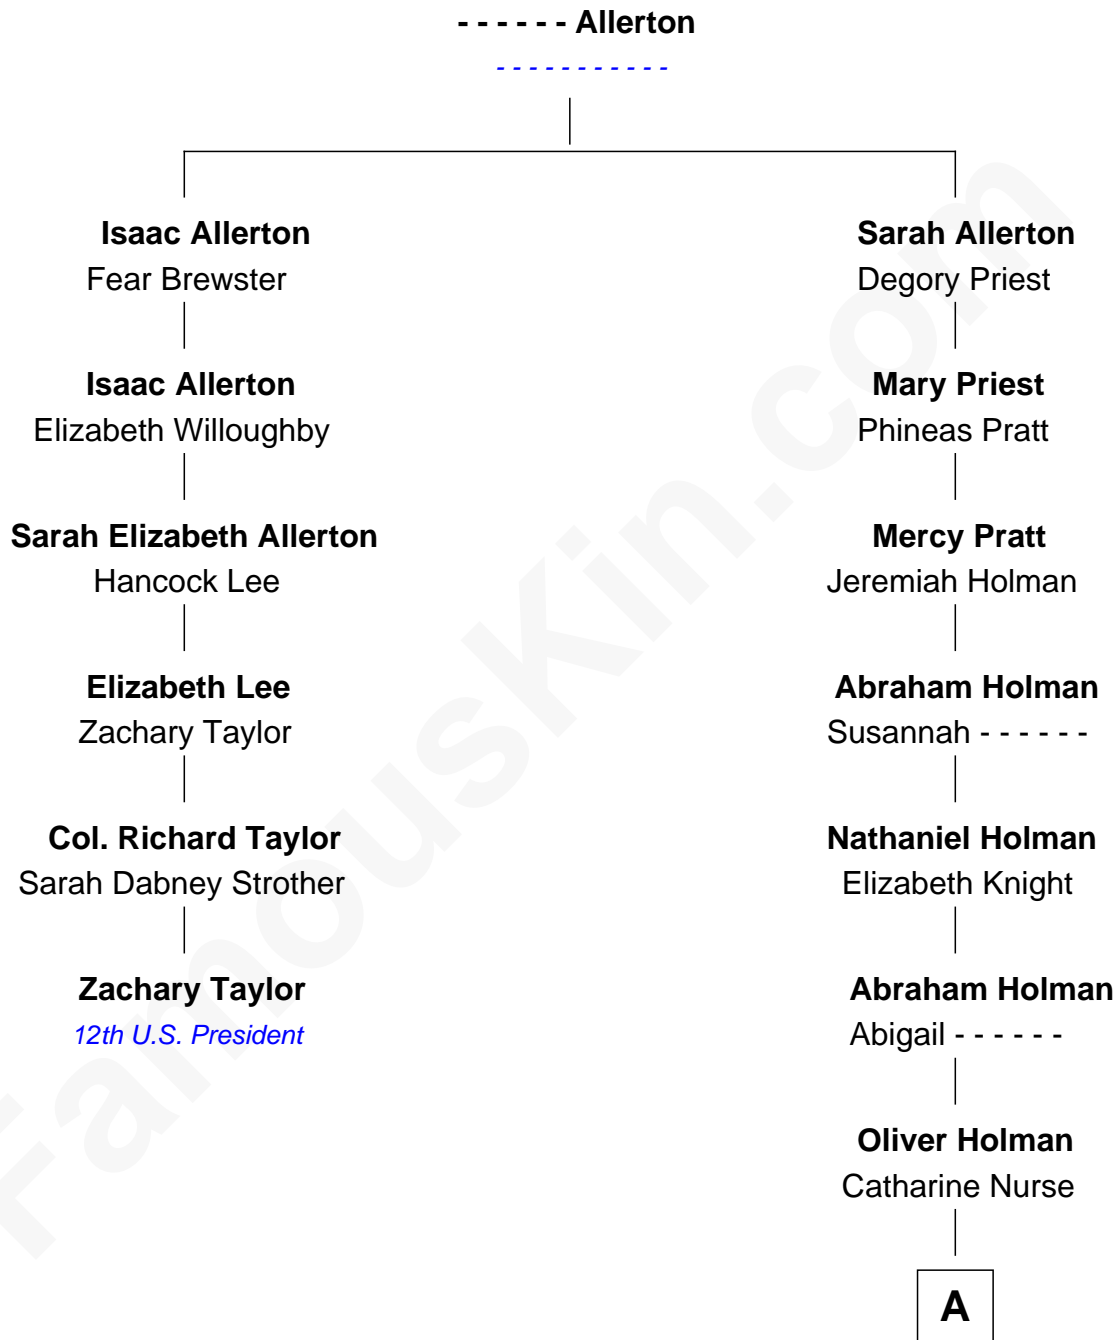 - - - - - - Allerton
- - - - - - - - - - -
Isaac Allerton
Fear Brewster
Sarah Allerton
Degory Priest
Isaac Allerton
Elizabeth Willoughby
Mary Priest
Phineas Pratt
Sarah Elizabeth Allerton
Hancock Lee
Mercy Pratt
Jeremiah Holman
Elizabeth Lee
Zachary Taylor
Abraham Holman
Susannah - - - - - -
Col. Richard Taylor
Sarah Dabney Strother
Nathaniel Holman
Elizabeth Knight
Zachary Taylor
12th U.S. President
Abraham Holman
Abigail - - - - - -
Oliver Holman
Catharine Nurse
A
FamousKin.com